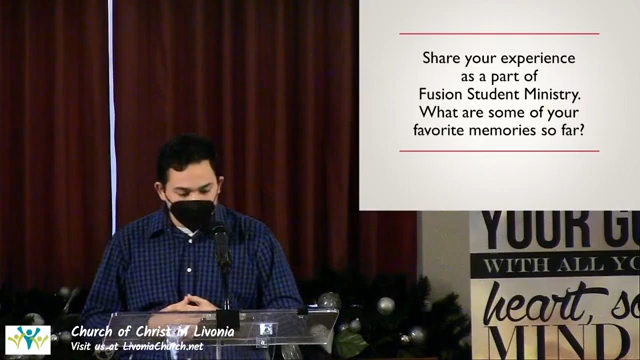 Share your experience
as a part of
Fusion Student Ministry.
What are some of your
favorite memories so far?
YOUR GO
WITH ALL YO
heart, so
MIND
Church of Christ in Livonia
Visit us at LivoniaChurch.net